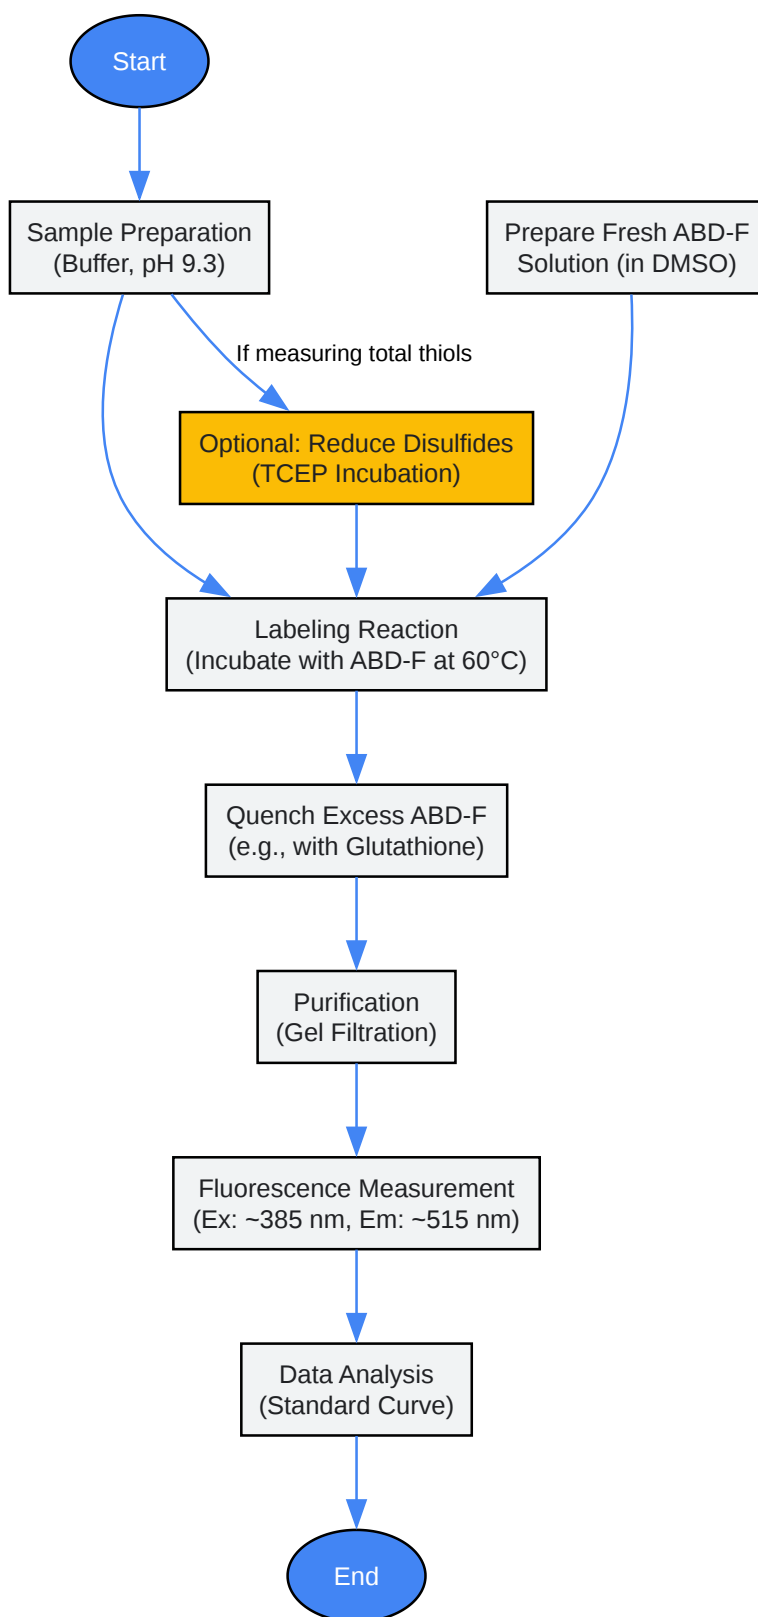 Start
Sample Preparation
(Buffer, pH 9.3)
Prepare Fresh ABD-F
Solution (in DMSO)
If measuring total thiols
Optional: Reduce Disulfides
(TCEP Incubation)
Labeling Reaction
(Incubate with ABD-F at 60°C)
Quench Excess ABD-F
(e.g., with Glutathione)
Purification
(Gel Filtration)
Fluorescence Measurement
(Ex: ~385 nm, Em: ~515 nm)
Data Analysis
(Standard Curve)
End